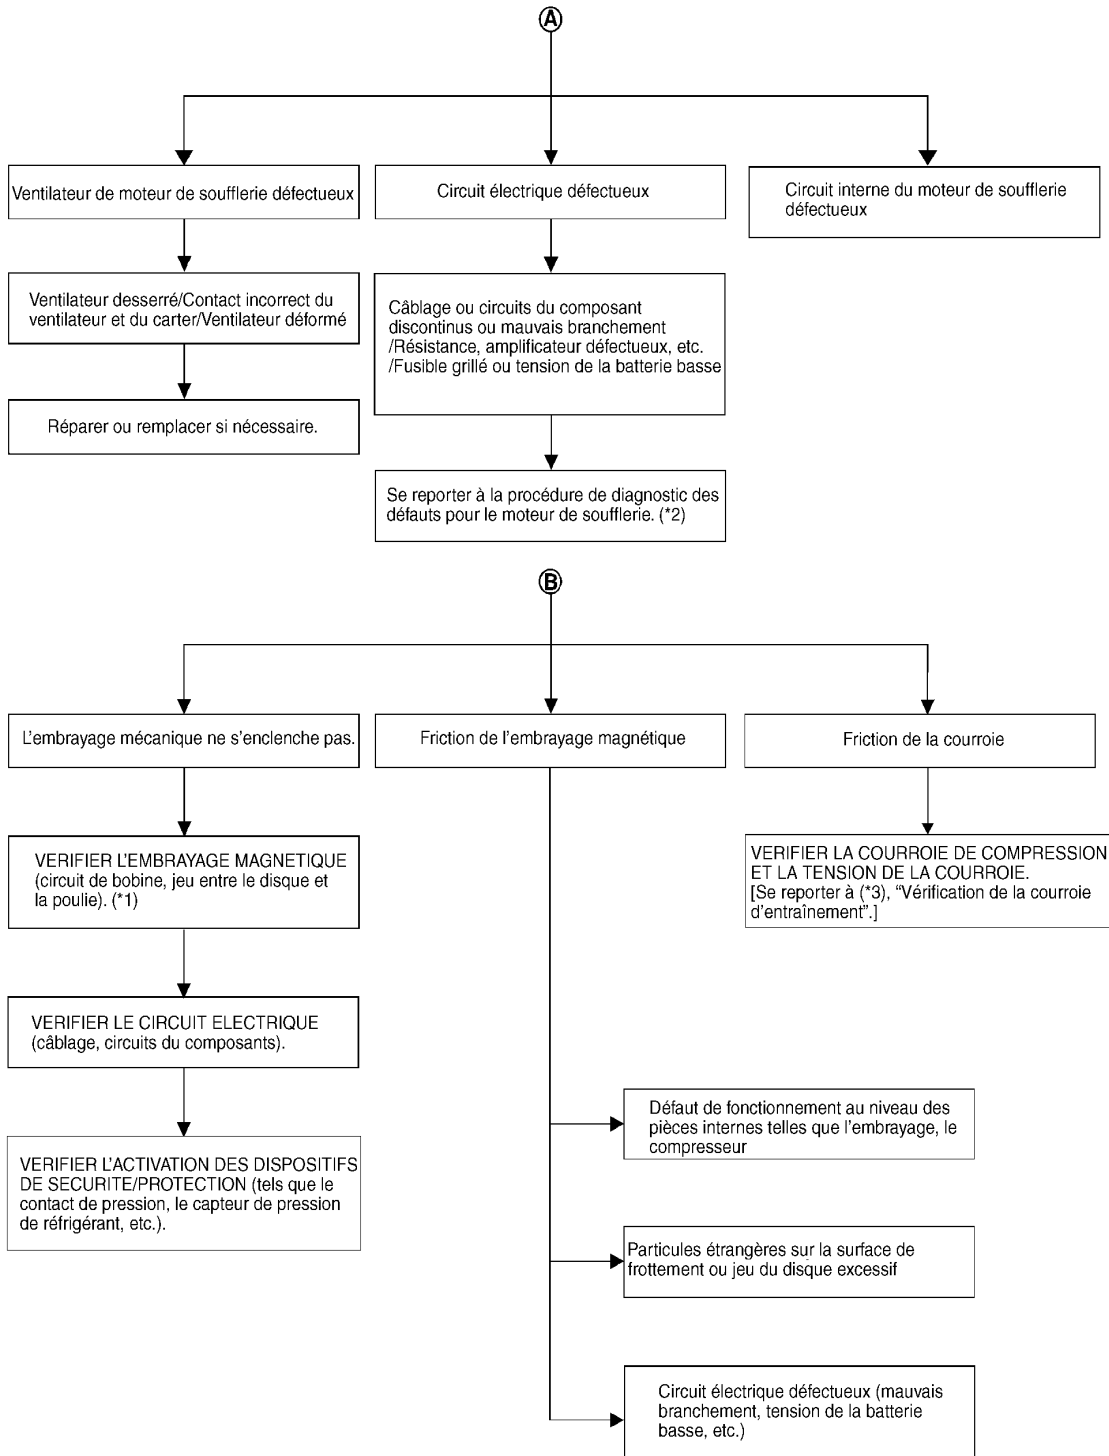 A
Ventilateur de moteur de soufflerie défectueux
Circuit électrique défectueux
Circuit interne du moteur de soufflerie
défectueux
Ventilateur desserré/Contact incorrect du
ventilateur et du carter/Ventilateur déformé
Câblage ou circuits du composant
discontinus ou mauvais branchement
/Résistance, amplificateur défectueux, etc.
/Fusible grillé ou tension de la batterie basse
Réparer ou remplacer si nécessaire.
Se reporter à la procédure de diagnostic des
défauts pour le moteur de soufflerie. (*2)
B
L'embrayage mécanique ne s'enclenche pas.
Friction de l'embrayage magnétique
Friction de la courroie
VERIFIER L'EMBRAYAGE MAGNETIQUE
(circuit de bobine, jeu entre le disque et
la poulie). (*1)
VERIFIER LA COURROIE DE COMPRESSION
ET LA TENSION DE LA COURROIE.
[Se reporter à (*3), “Vérification de la courroie
d'entraînement”.]
VERIFIER LE CIRCUIT ELECTRIQUE
(câblage, circuits du composants).
VERIFIER L'ACTIVATION DES DISPOSITIFS
DE SECURITE/PROTECTION (tels que le
contact de pression, le capteur de pression
de réfrigérant, etc.).
Défaut de fonctionnement au niveau des
pièces internes telles que l'embrayage, le
compresseur
Particules étrangères sur la surface de
frottement ou jeu du disque excessif
Circuit électrique défectueux (mauvais
branchement, tension de la batterie
basse, etc.)